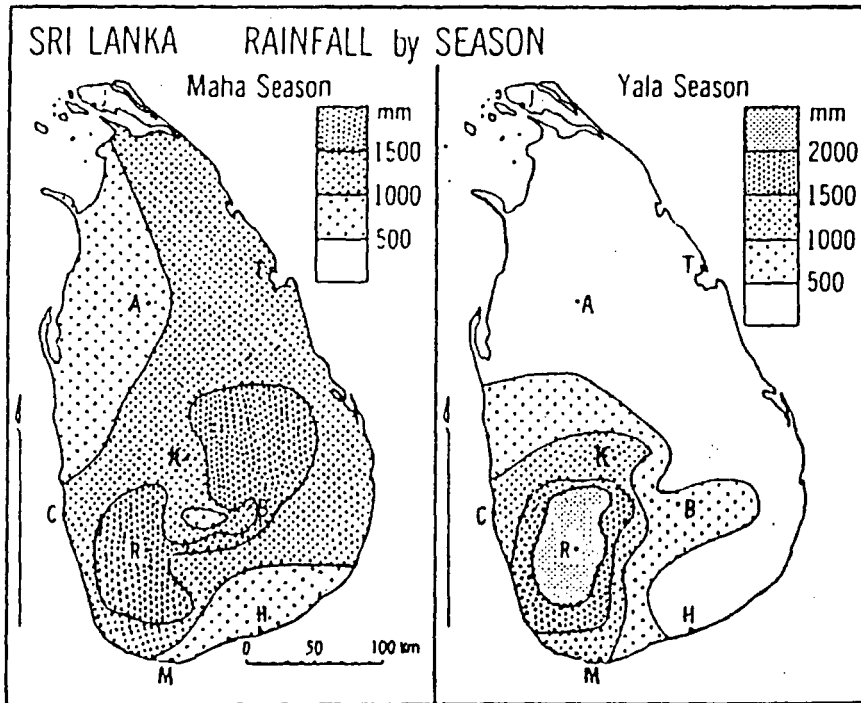 SRI LANKA RAINFALL by SEASON
Maha Season
mm
1500
1000
500
J
T
A
K
B
C
R
H
M
0 50 100 km
Yala Season
mm
2000
1500
1000
500
J
T
A
K
B
C
R
H
M